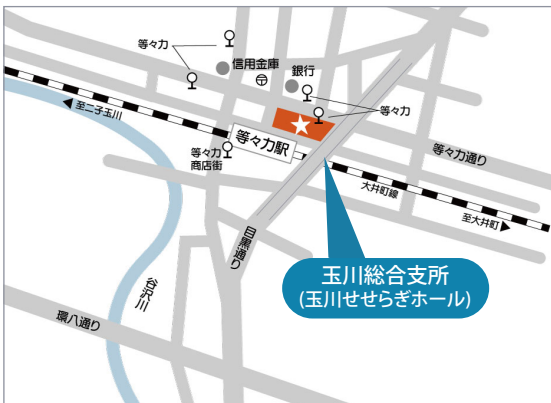 等々力
信用金庫
銀行
等々力
至二子玉川
等々力駅
等々力
商店街
等々力通り
大井町線
至大井町
目黒通り
玉川総合支所
(玉川せせらぎホール)
谷沢川
環八通り